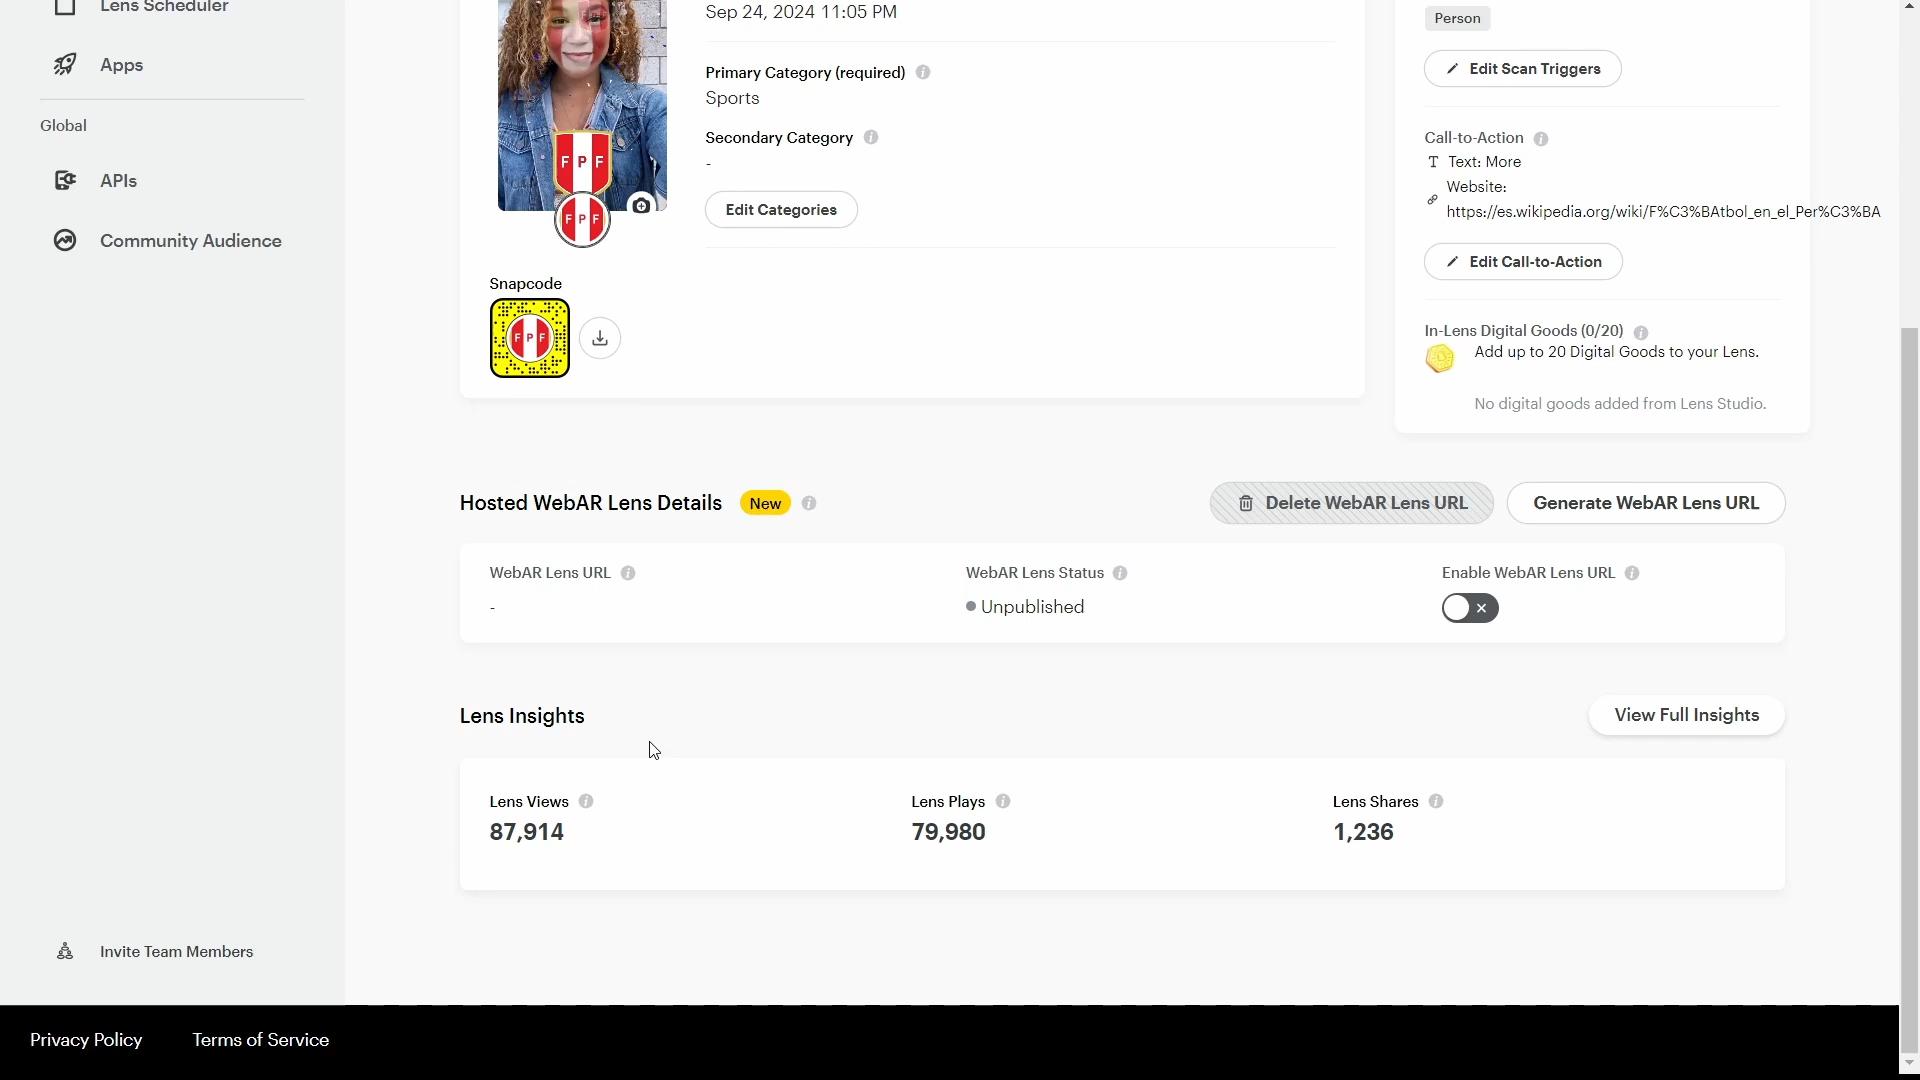 Lens Scheduler
Apps
Global
APIs
Community Audience
Invite Team Members
Sep 24, 2024 11:05 PM
Primary Category (required)
Sports
Secondary Category
-
Edit Categories
F P F
F P F
Snapcode
F P F
Person
Edit Scan Triggers
Call-to-Action
Text: More
Website:
https://es.wikipedia.org/wiki/F%C3%BAtbol_en_el_Per%C3%BA
Edit Call-to-Action
In-Lens Digital Goods (0/20)
Add up to 20 Digital Goods to your Lens.
No digital goods added from Lens Studio.
Hosted WebAR Lens Details New
Delete WebAR Lens URL
Generate WebAR Lens URL
WebAR Lens URL
-
WebAR Lens Status
Unpublished
Enable WebAR Lens URL
Lens Insights
View Full Insights
Lens Views
87,914
Lens Plays
79,980
Lens Shares
1,236
Privacy Policy
Terms of Service